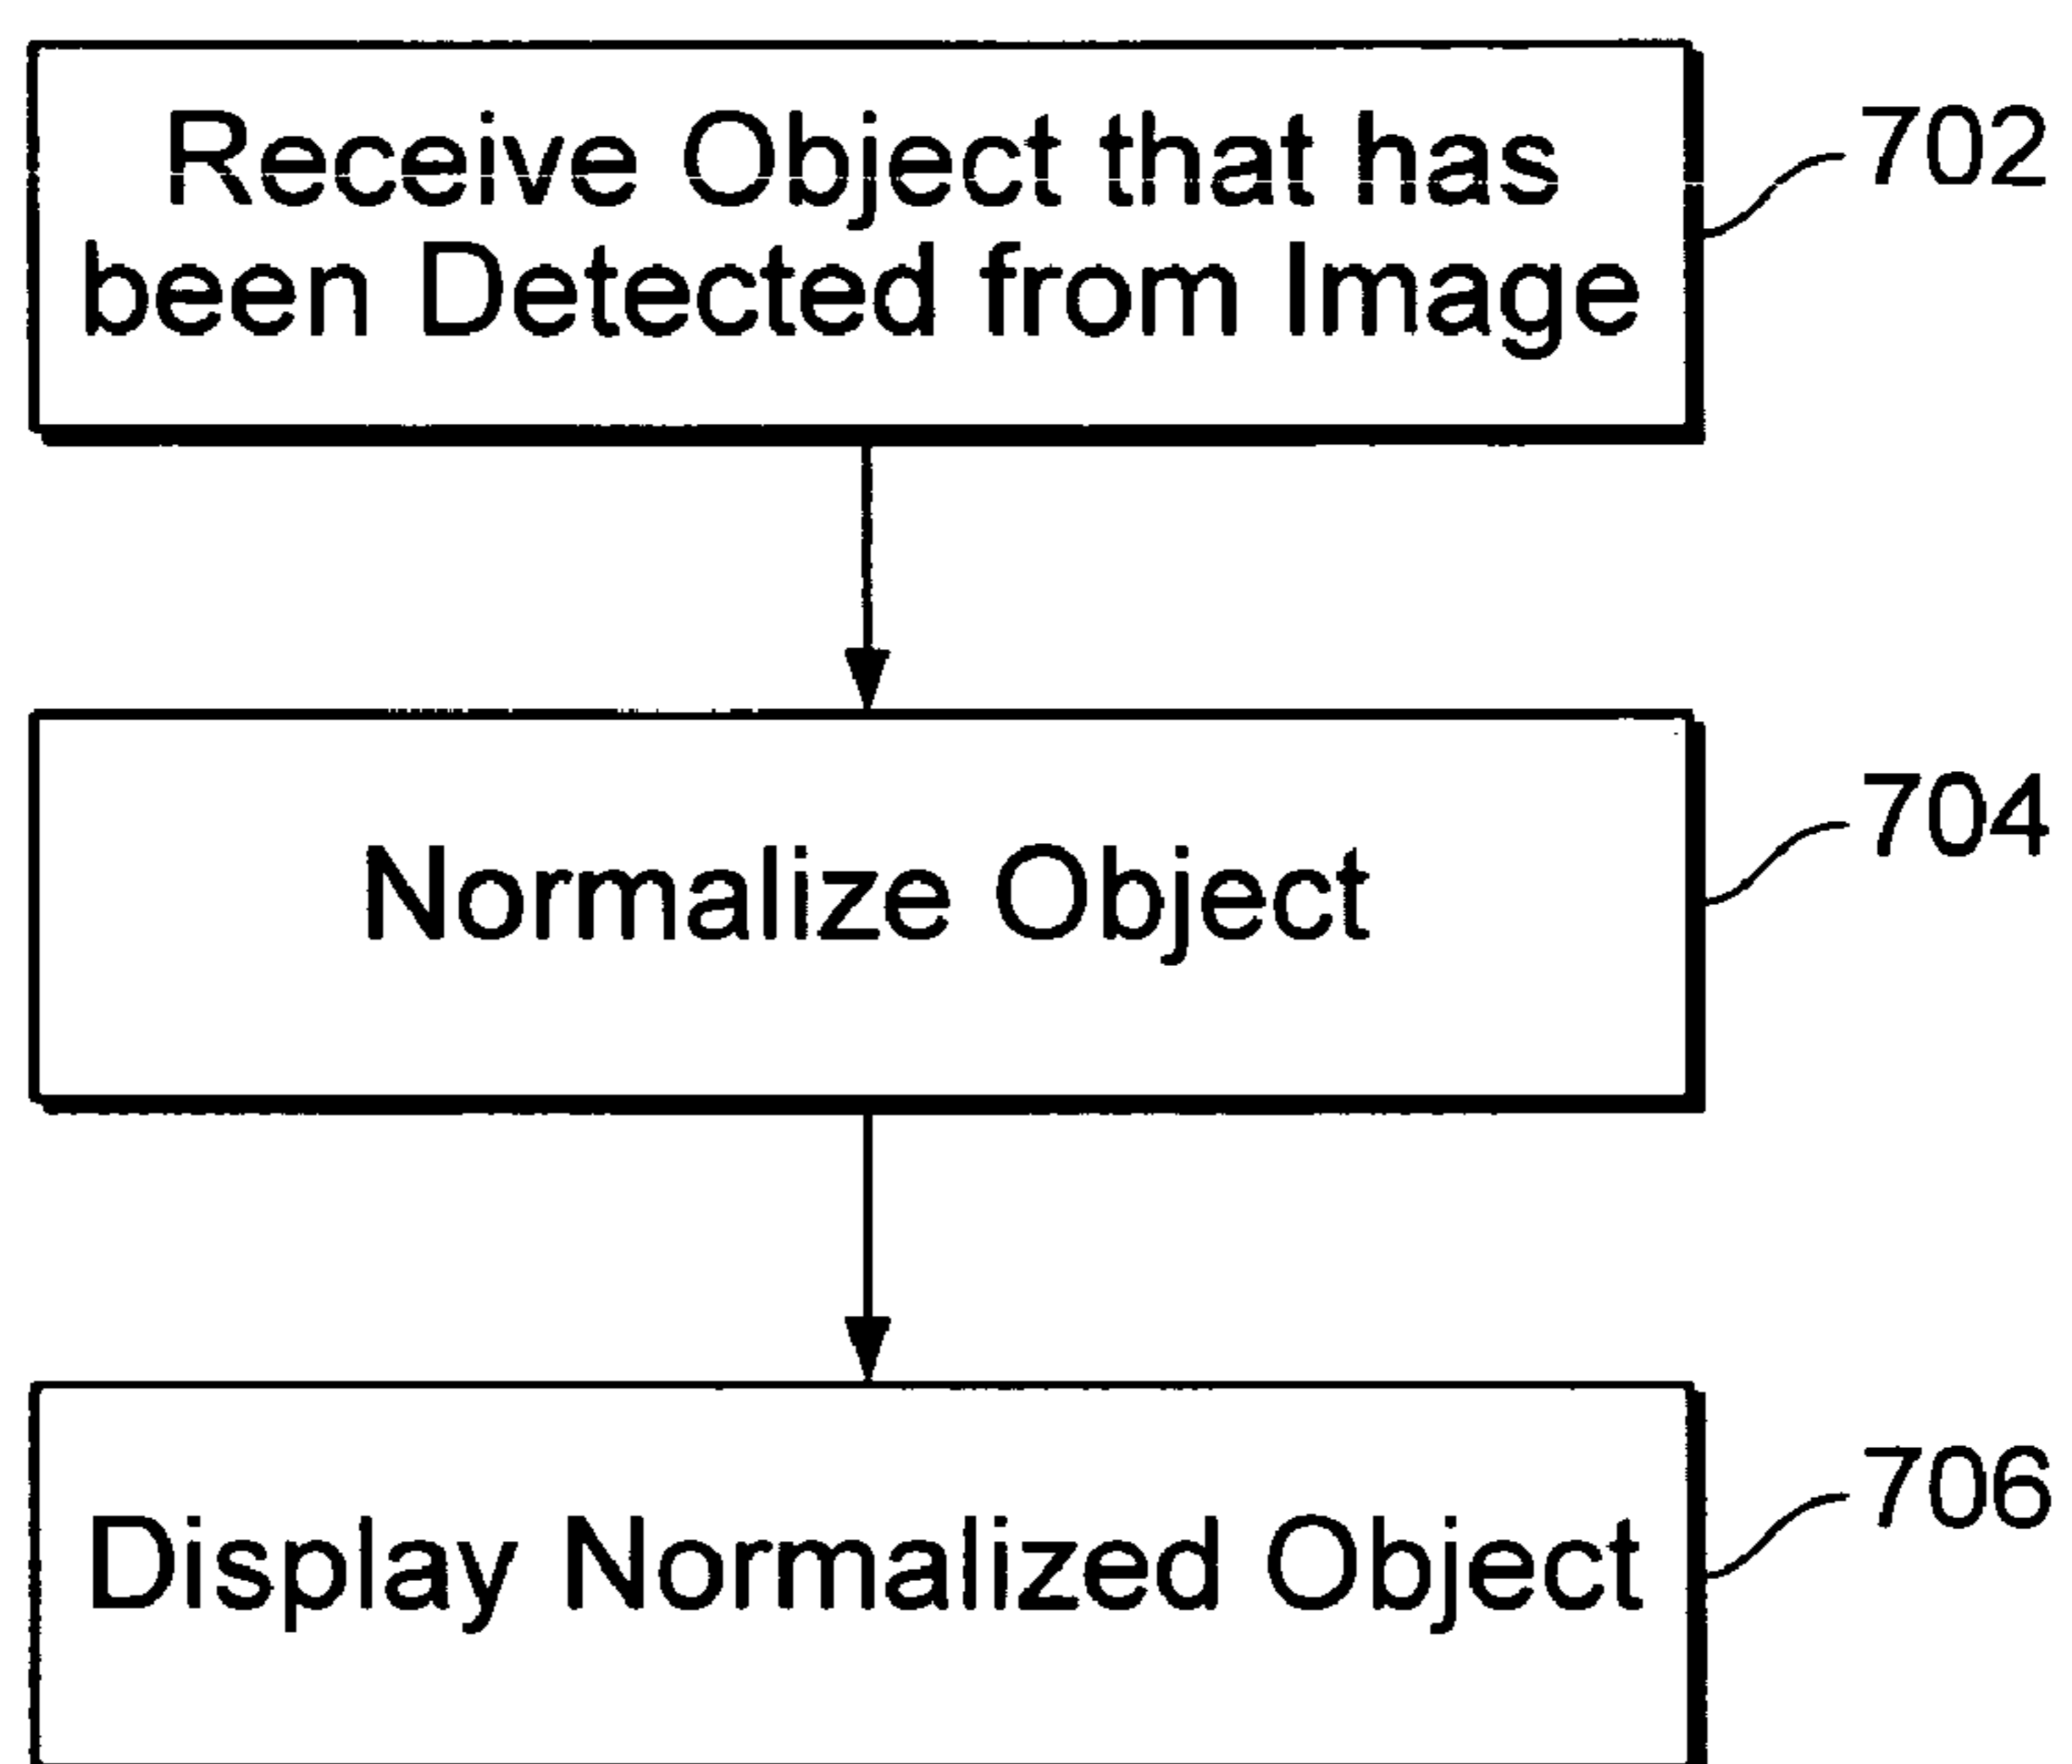 Receive Object that has
been Detected from Image
702
Normalize Object
704
Display Normalized Object
706